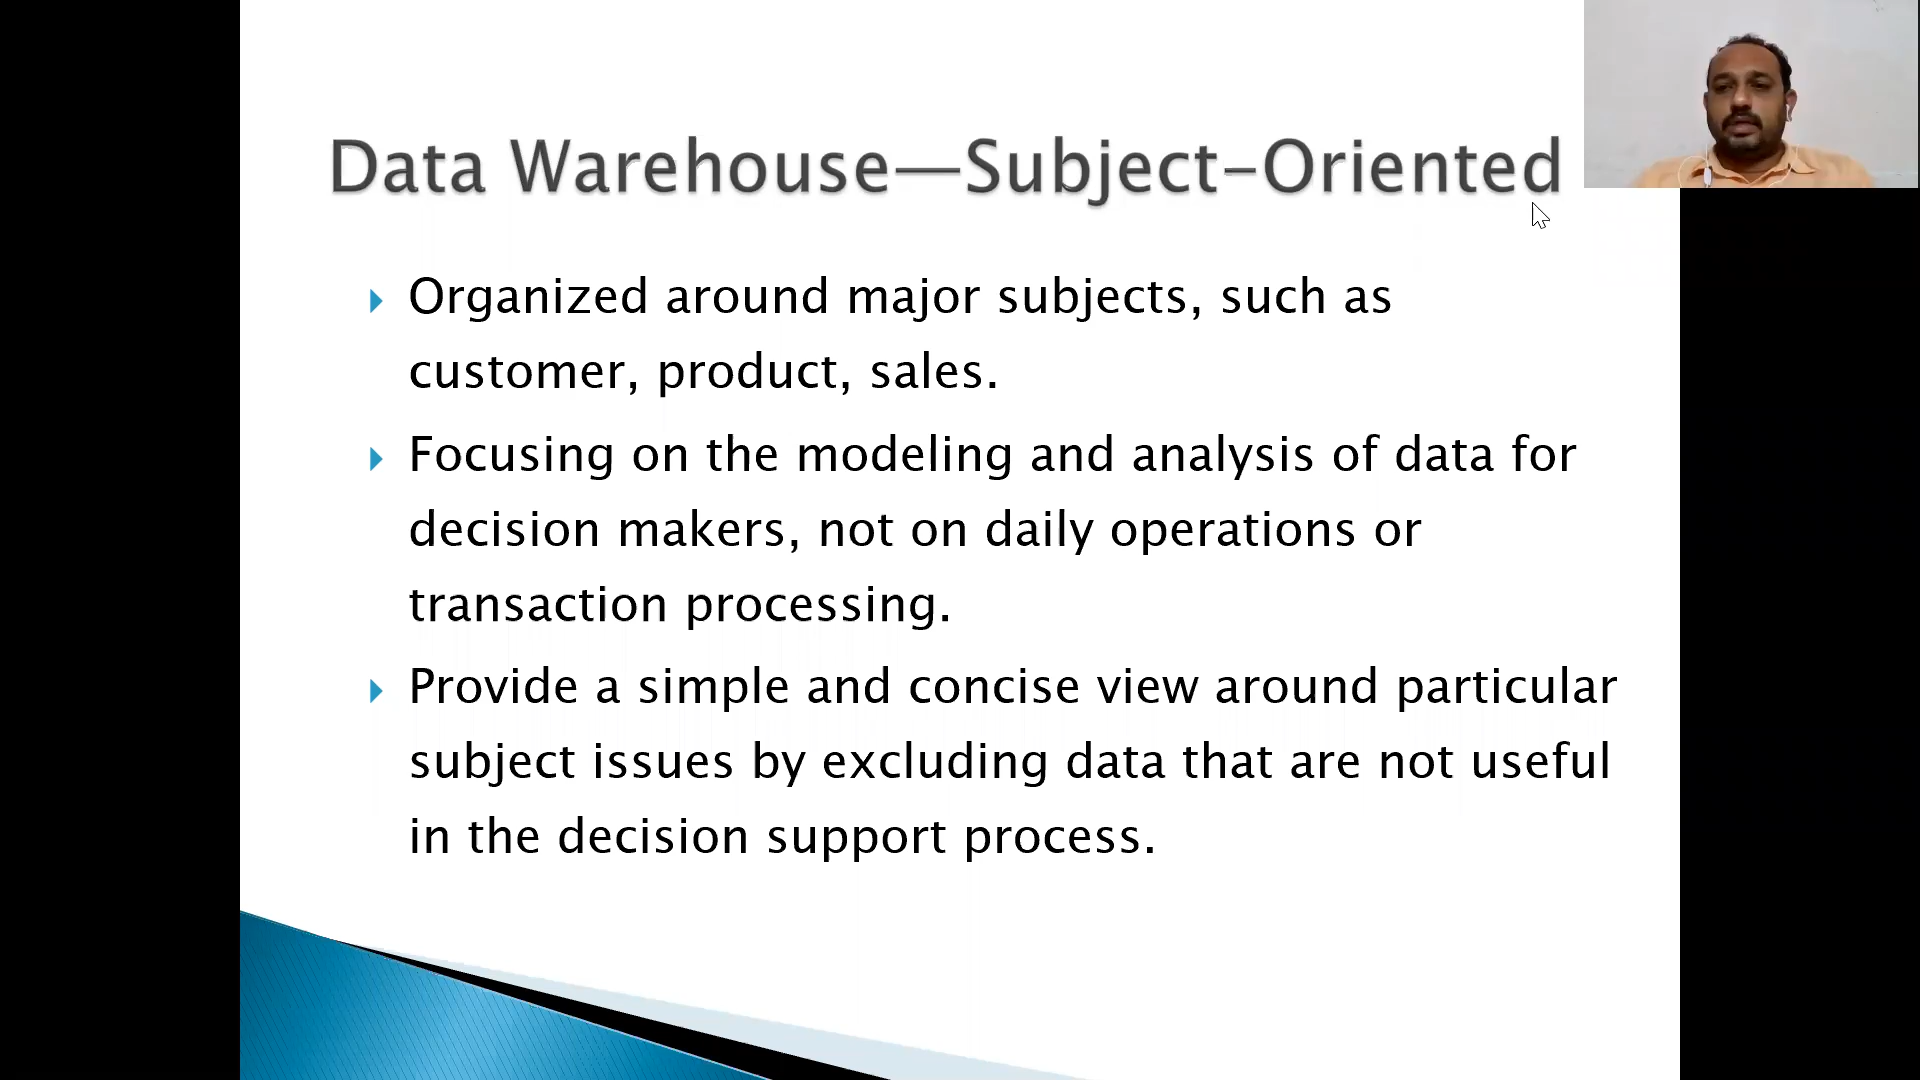 Data Warehouse—Subject-Oriented
Organized around major subjects, such as
customer, product, sales.
Focusing on the modeling and analysis of data for
decision makers, not on daily operations or
transaction processing.
Provide a simple and concise view around particular
subject issues by excluding data that are not useful
in the decision support process.